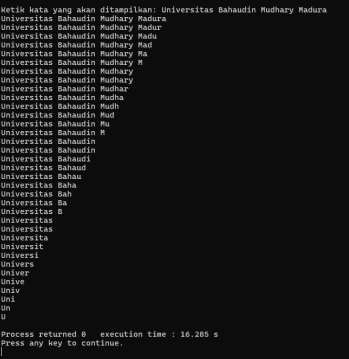 Ketik kata yang akan ditampilkan: Universitas Bahaudin Mudhary Madura
Universitas Bahaudin Mudhary Madura
Universitas Bahaudin Mudhary Madur
Universitas Bahaudin Mudhary Madu
Universitas Bahaudin Mudhary Mad
Universitas Bahaudin Mudhary Ma
Universitas Bahaudin Mudhary M
Universitas Bahaudin Mudhary
Universitas Bahaudin Mudhary
Universitas Bahaudin Mudhar
Universitas Bahaudin Mudha
Universitas Bahaudin Mudh
Universitas Bahaudin Mud
Universitas Bahaudin Mu
Universitas Bahaudin M
Universitas Bahaudin
Universitas Bahaudin
Universitas Bahaudi
Universitas Bahaud
Universitas Bahau
Universitas Baha
Universitas Bah
Universitas Ba
Universitas B
Universitas
Universitas
Universita
Universit
Universi
Univers
Univer
Unive
Univ
Uni
Un
U
Process returned 0 execution time : 16.285 s
Press any key to continue.